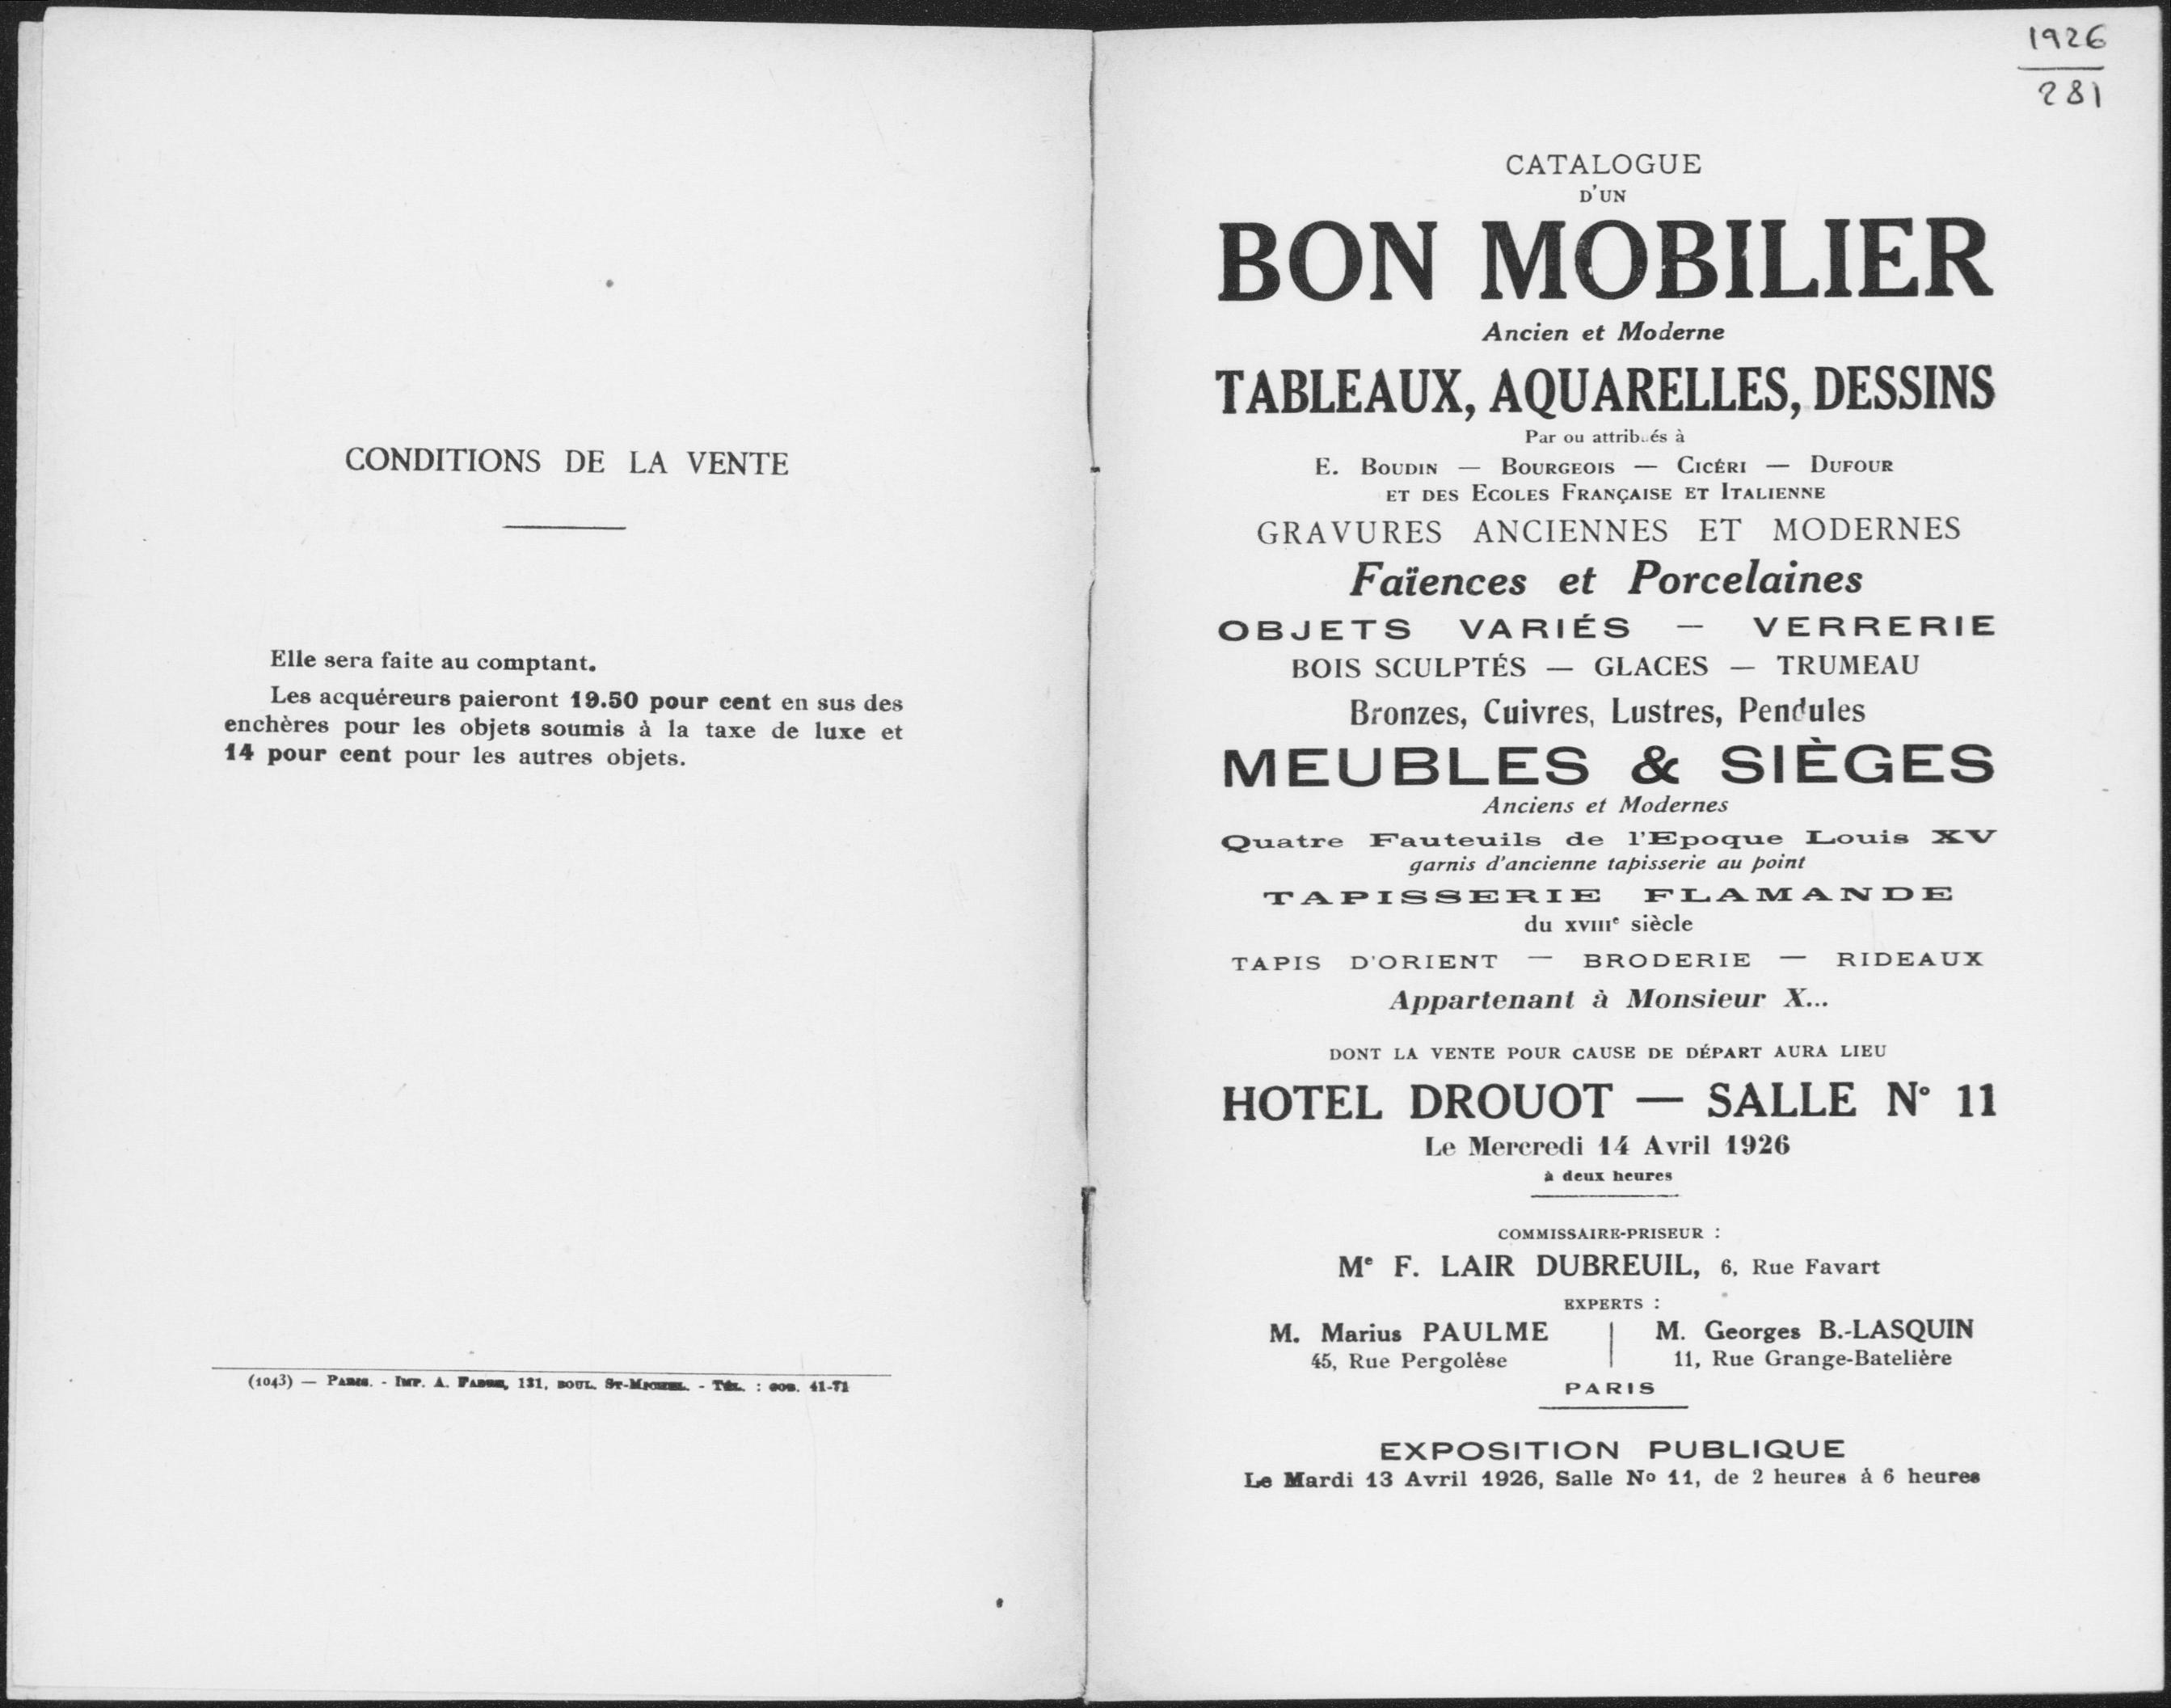 CONDITIONS DE LA VENTE
Elle sera faite au comptant.
Les acquéreurs paieront 19.50 pour cent en sus des
enchères pour les objets soumis à la taxe de luxe et
14 pour cent pour les autres objets.
(1043) — PARIS. - IMP. A. FABRE, 131, BOUL. ST-MICHEL. - TÉL. : GOB. 41-71
1926
281
CATALOGUE
D'UN
BON MOBILIER
Ancien et Moderne
TABLEAUX, AQUARELLES, DESSINS
Par ou attribués à
E. BOUDIN — BOURGEOIS — CICÉRI — DUFOUR
ET DES ECOLES FRANÇAISE ET ITALIENNE
GRAVURES ANCIENNES ET MODERNES
Faïences et Porcelaines
OBJETS VARIÉS — VERRERIE
BOIS SCULPTÉS — GLACES — TRUMEAU
Bronzes, Cuivres, Lustres, Pendules
MEUBLES & SIÈGES
Anciens et Modernes
Quatre Fauteuils de l'Epoque Louis XV
garnis d'ancienne tapisserie au point
TAPISSERIE FLAMANDE
du XVIIIe siècle
TAPIS D'ORIENT — BRODERIE — RIDEAUX
Appartenant à Monsieur X...
DONT LA VENTE POUR CAUSE DE DÉPART AURA LIEU
HOTEL DROUOT — SALLE N° 11
Le Mercredi 14 Avril 1926
à deux heures
COMMISSAIRE-PRISEUR :
Me F. LAIR DUBREUIL, 6, Rue Favart
EXPERTS :
M. Marius PAULME
45, Rue Pergolèse
M. Georges B.-LASQUIN
11, Rue Grange-Batelière
PARIS
EXPOSITION PUBLIQUE
Le Mardi 13 Avril 1926, Salle No 11, de 2 heures à 6 heures